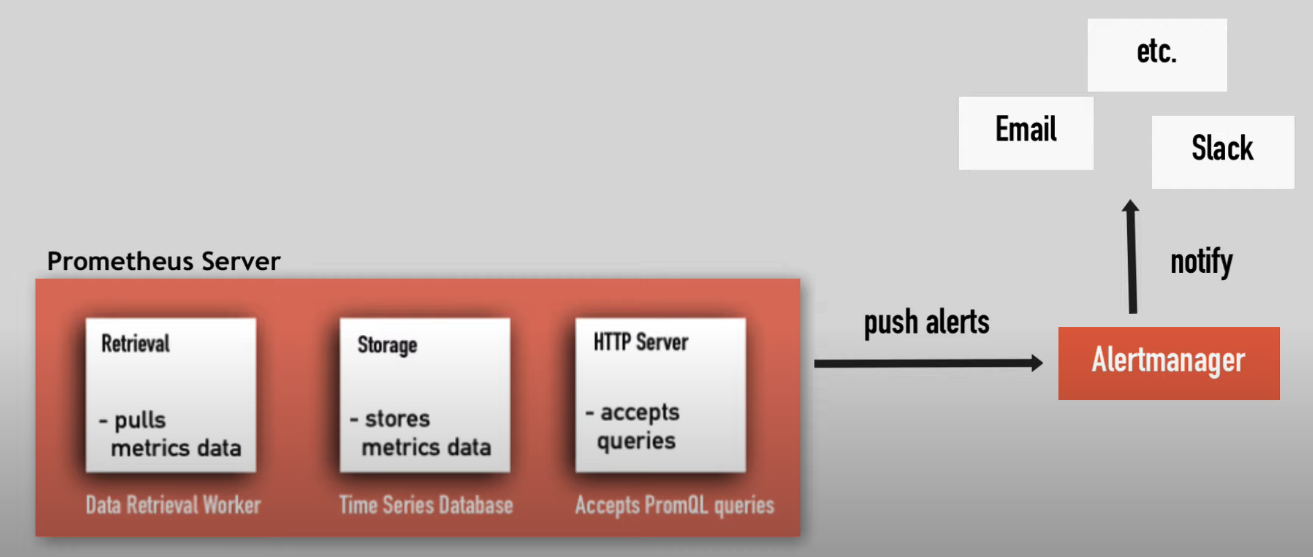 etc.
Email
Slack
notify
push alerts
Alertmanager
Prometheus Server
Retrieval
- pulls
metrics data
Data Retrieval Worker
Storage
- stores
metrics data
Time Series Database
HTTP Server
- accepts
queries
Accepts PromQL queries